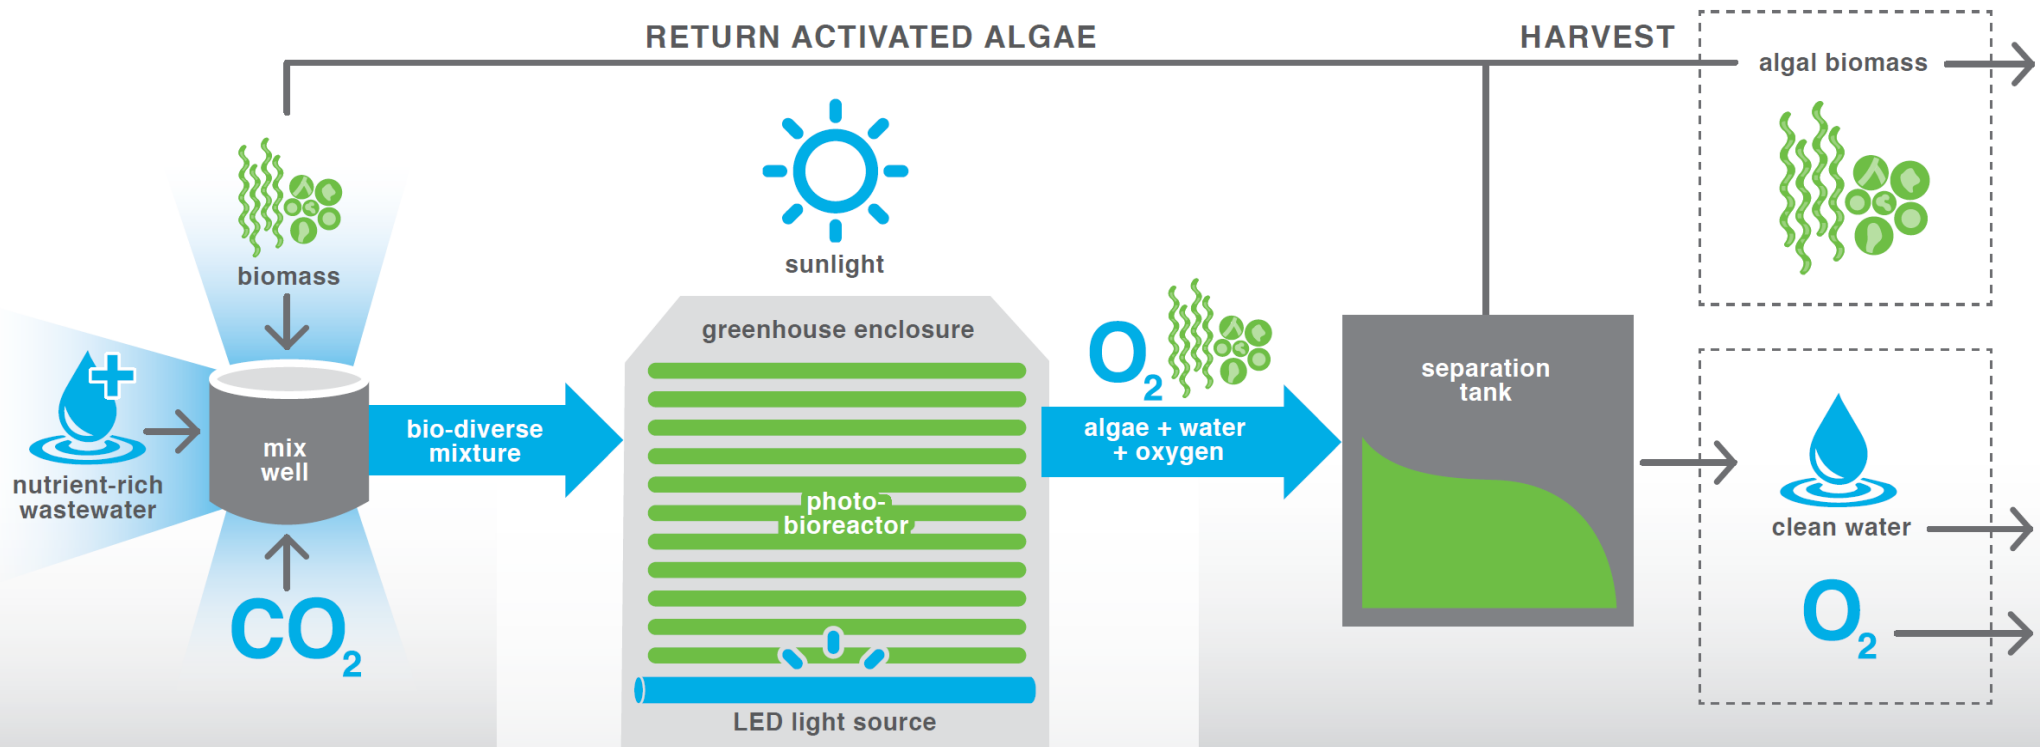 RETURN ACTIVATED ALGAE
HARVEST
algal biomass
biomass
sunlight
greenhouse enclosure
nutrient-rich
wastewater
mix
well
bio-diverse
mixture
photo-
bioreactor
O2
algae + water
+ oxygen
separation
tank
clean water
CO2
O2
LED light source